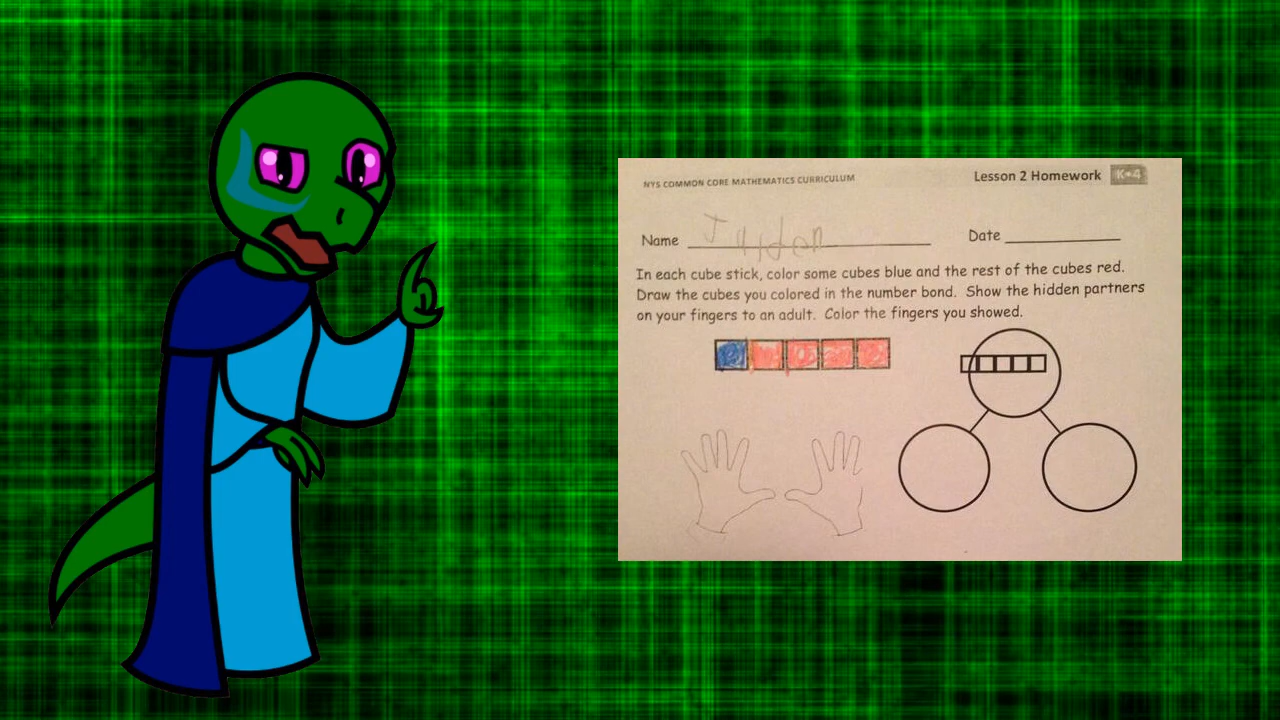 NYS COMMON CORE MATHEMATICS CURRICULUM
Lesson 2 Homework K•4
Name Jayden Date
In each cube stick, color some cubes blue and the rest of the cubes red.
Draw the cubes you colored in the number bond.  Show the hidden partners
on your fingers to an adult.  Color the fingers you showed.